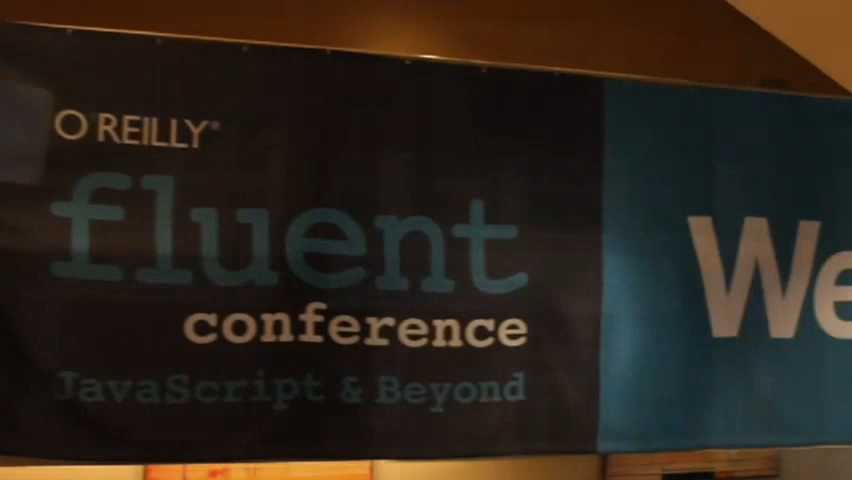 O'REILLY®
fluent
conference
JavaScript & Beyond
We